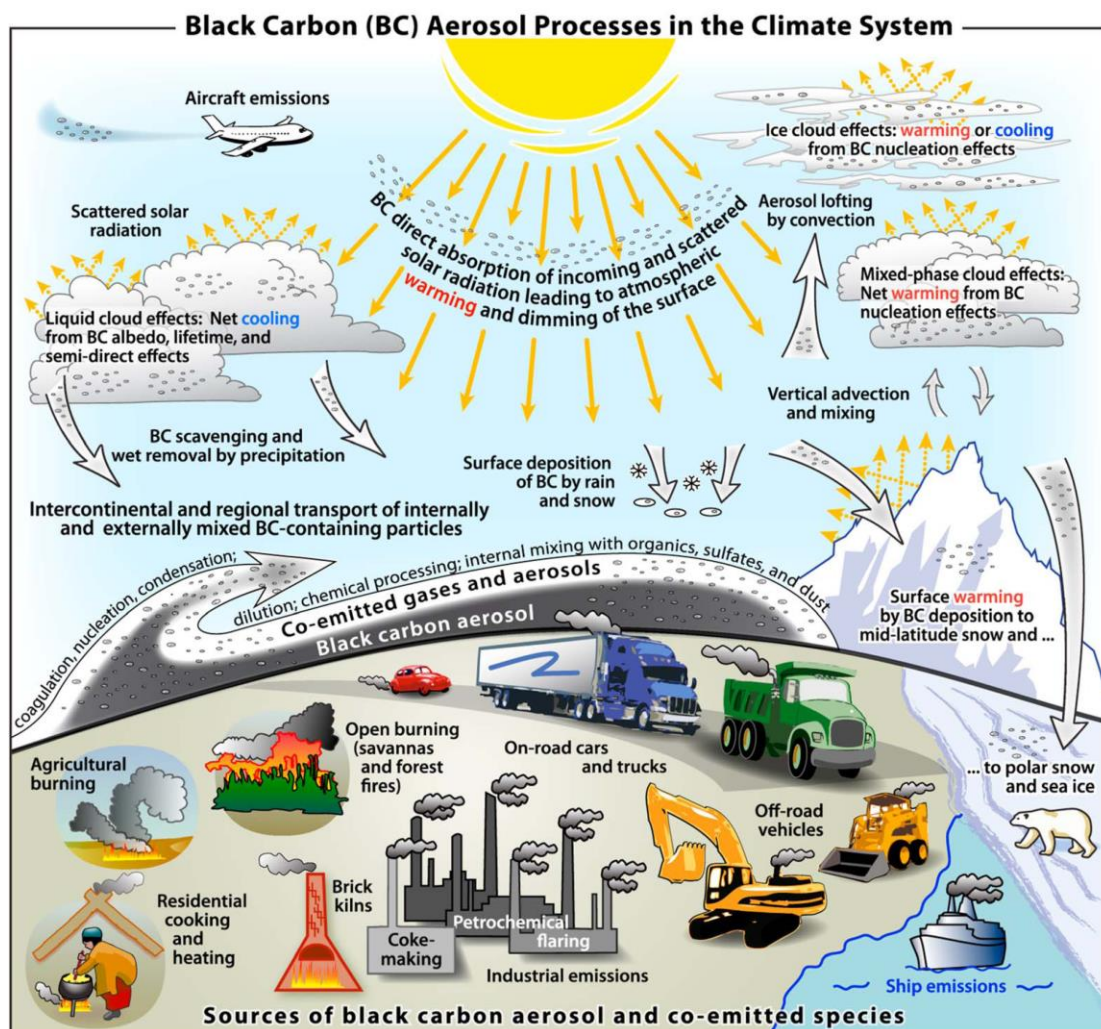 Black Carbon (BC) Aerosol Processes in the Climate System
Aircraft emissions
Ice cloud effects: warming or cooling
from BC nucleation effects
Scattered solar
radiation
BC direct absorption of incoming and scattered
solar radiation leading to atmospheric
warming and dimming of the surface
Aerosol lofting
by convection
Liquid cloud effects: Net cooling
from BC albedo, lifetime, and
semi-direct effects
Mixed-phase cloud effects:
Net warming from BC
nucleation effects
Vertical advection
and mixing
BC scavenging and
wet removal by precipitation
Surface deposition
of BC by rain
and snow
Intercontinental and regional transport of internally
and externally mixed BC-containing particles
coagulation, nucleation, condensation;
dilution; chemical processing; internal mixing with organics, sulfates, and dust
Co-emitted gases and aerosols
Black carbon aerosol
Surface warming
by BC deposition to
mid-latitude snow and ...
... to polar snow
and sea ice
Agricultural
burning
Open burning
(savannas
and forest
fires)
On-road cars
and trucks
Off-road
vehicles
Residential
cooking
and
heating
Brick
kilns
Coke-
making
Petrochemical
flaring
Industrial emissions
Ship emissions
Sources of black carbon aerosol and co-emitted species